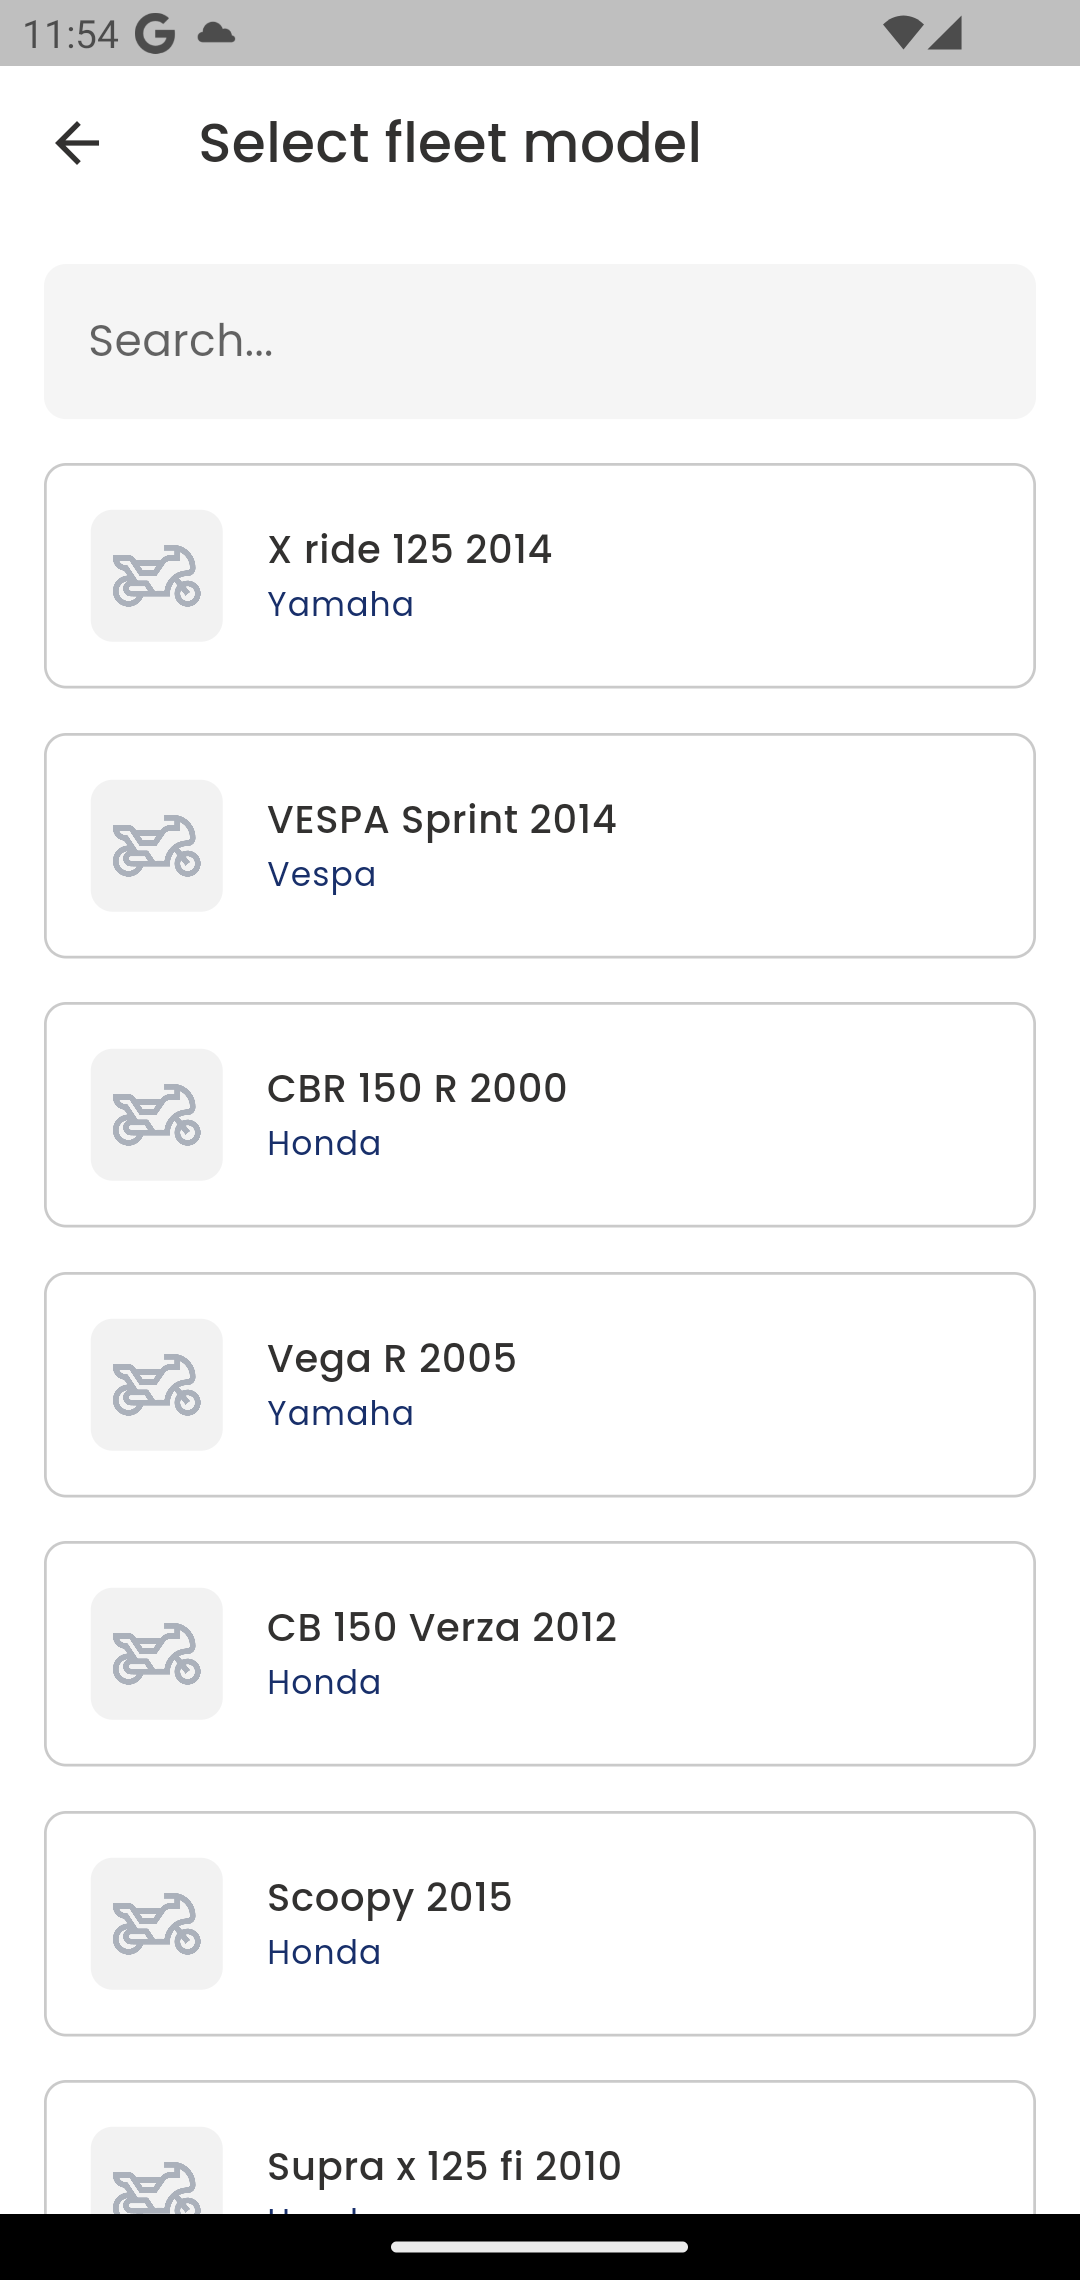 11:54
Select fleet model
Search...
X ride 125 2014
Yamaha
VESPA Sprint 2014
Vespa
CBR 150 R 2000
Honda
Vega R 2005
Yamaha
CB 150 Verza 2012
Honda
Scoopy 2015
Honda
Supra x 125 fi 2010